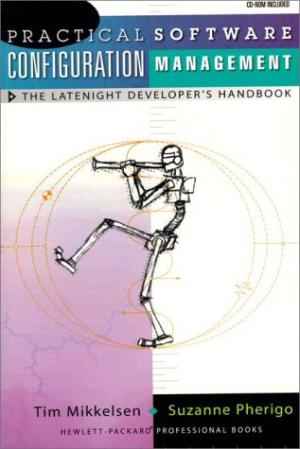 CD-ROM INCLUDED
PRACTICAL SOFTWARE
CONFIGURATION MANAGEMENT
THE LATENIGHT DEVELOPER'S HANDBOOK
Tim Mikkelsen Suzanne Pherigo
HEWLETT-PACKARD PROFESSIONAL BOOKS